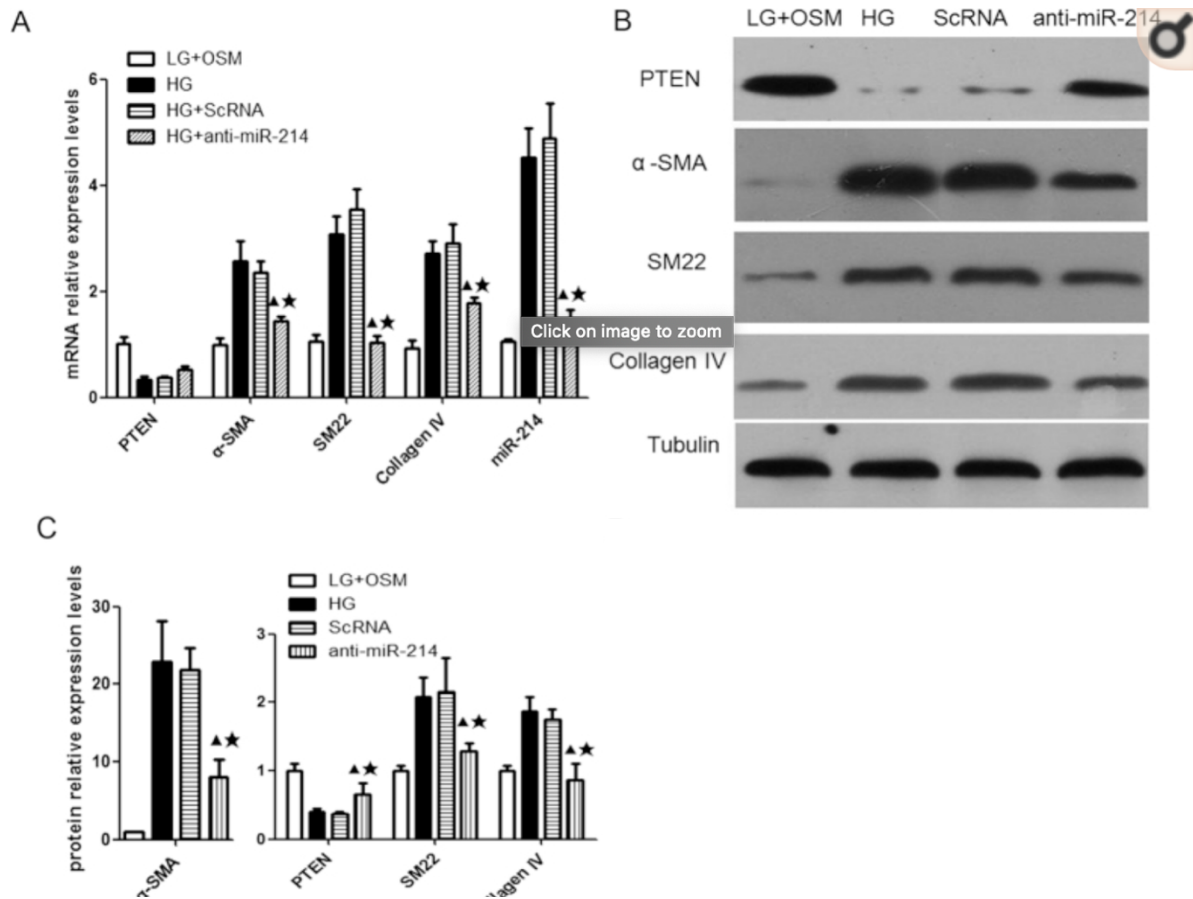 A
LG+OSM
HG
HG+ScRNA
HG+anti-miR-214
mRNA relative expression levels
6
4
2
0
PTEN
α-SMA
SM22
Collagen IV
miR-214
Click on image to zoom
B
LG+OSM HG ScRNA anti-miR-214
PTEN
α-SMA
SM22
Collagen IV
Tubulin
C
protein relative expression levels
30
20
10
0
α-SMA
LG+OSM
HG
ScRNA
anti-miR-214
3
2
1
0
PTEN
SM22
llagen IV